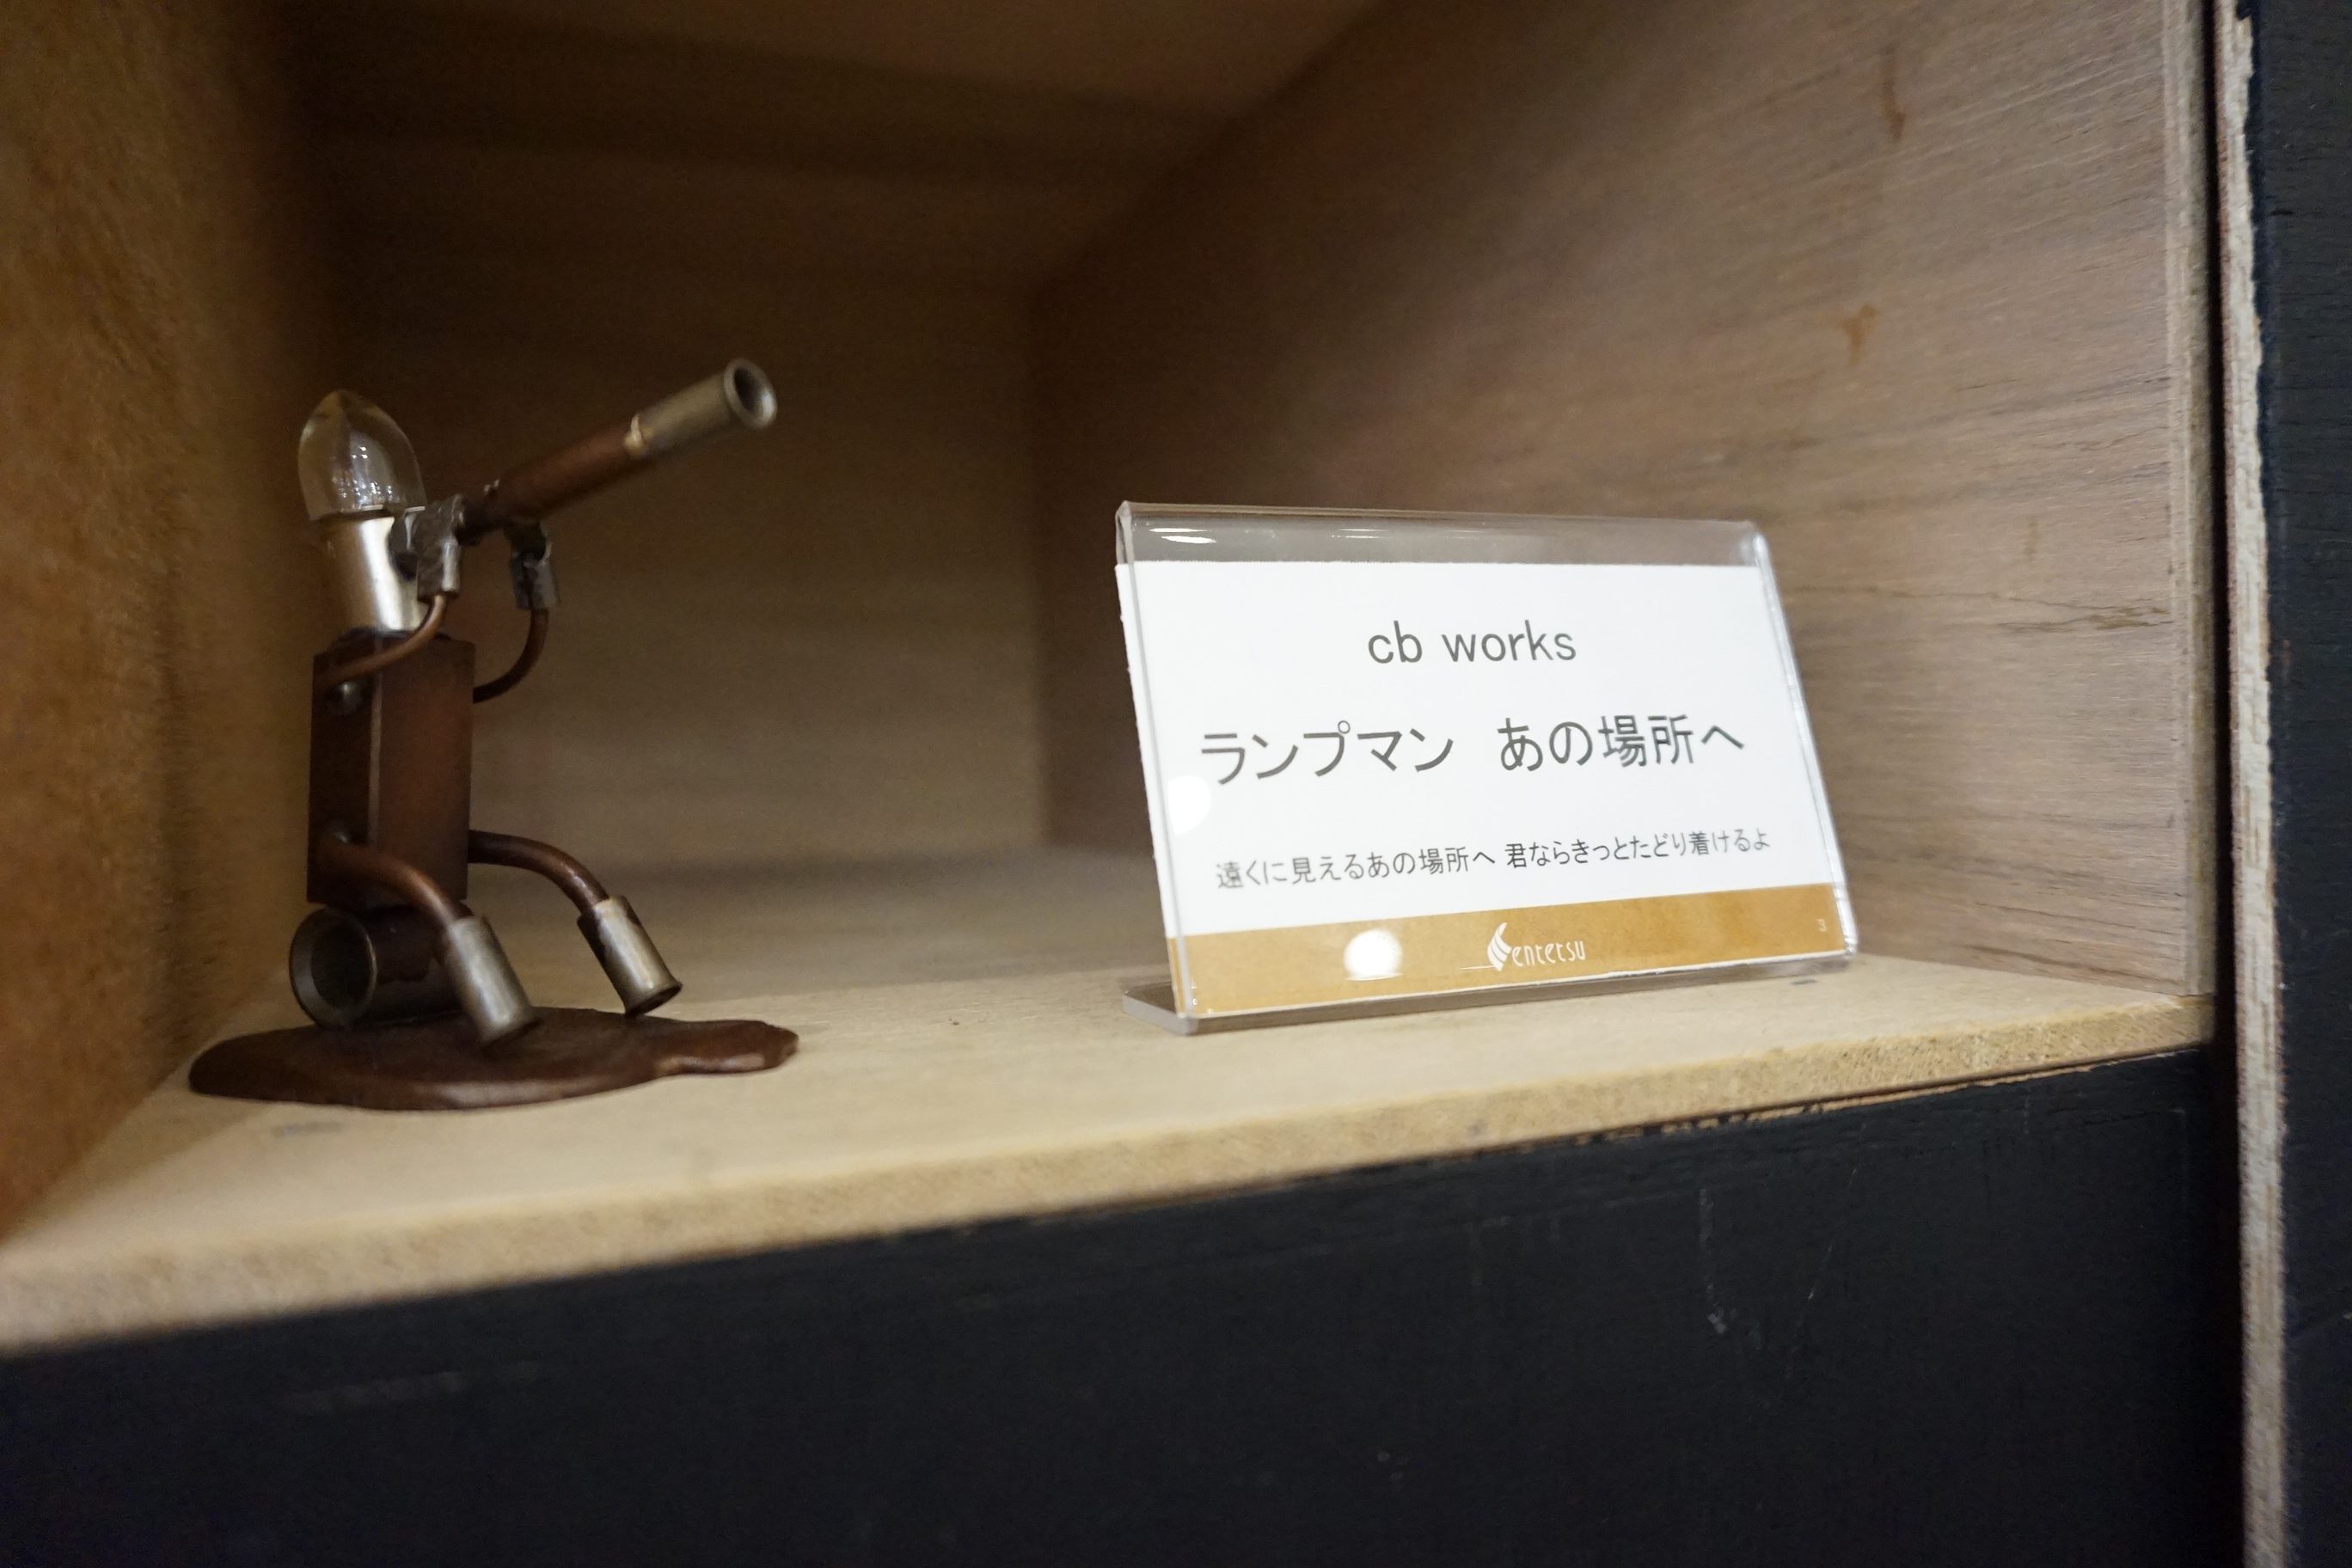 cb works
ランプマン あの場所へ
遠くに見えるあの場所へ 君ならきっとたどり着けるよ
entetsu
3